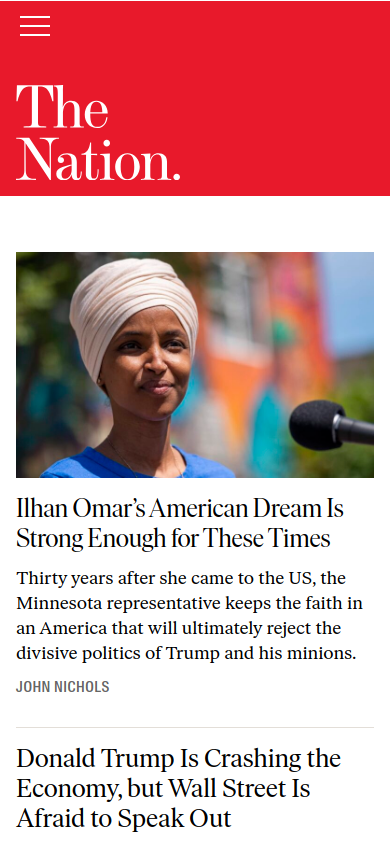 The
Nation.
Ilhan Omar’s American Dream Is
Strong Enough for These Times
Thirty years after she came to the US, the
Minnesota representative keeps the faith in
an America that will ultimately reject the
divisive politics of Trump and his minions.
JOHN NICHOLS
Donald Trump Is Crashing the
Economy, but Wall Street Is
Afraid to Speak Out